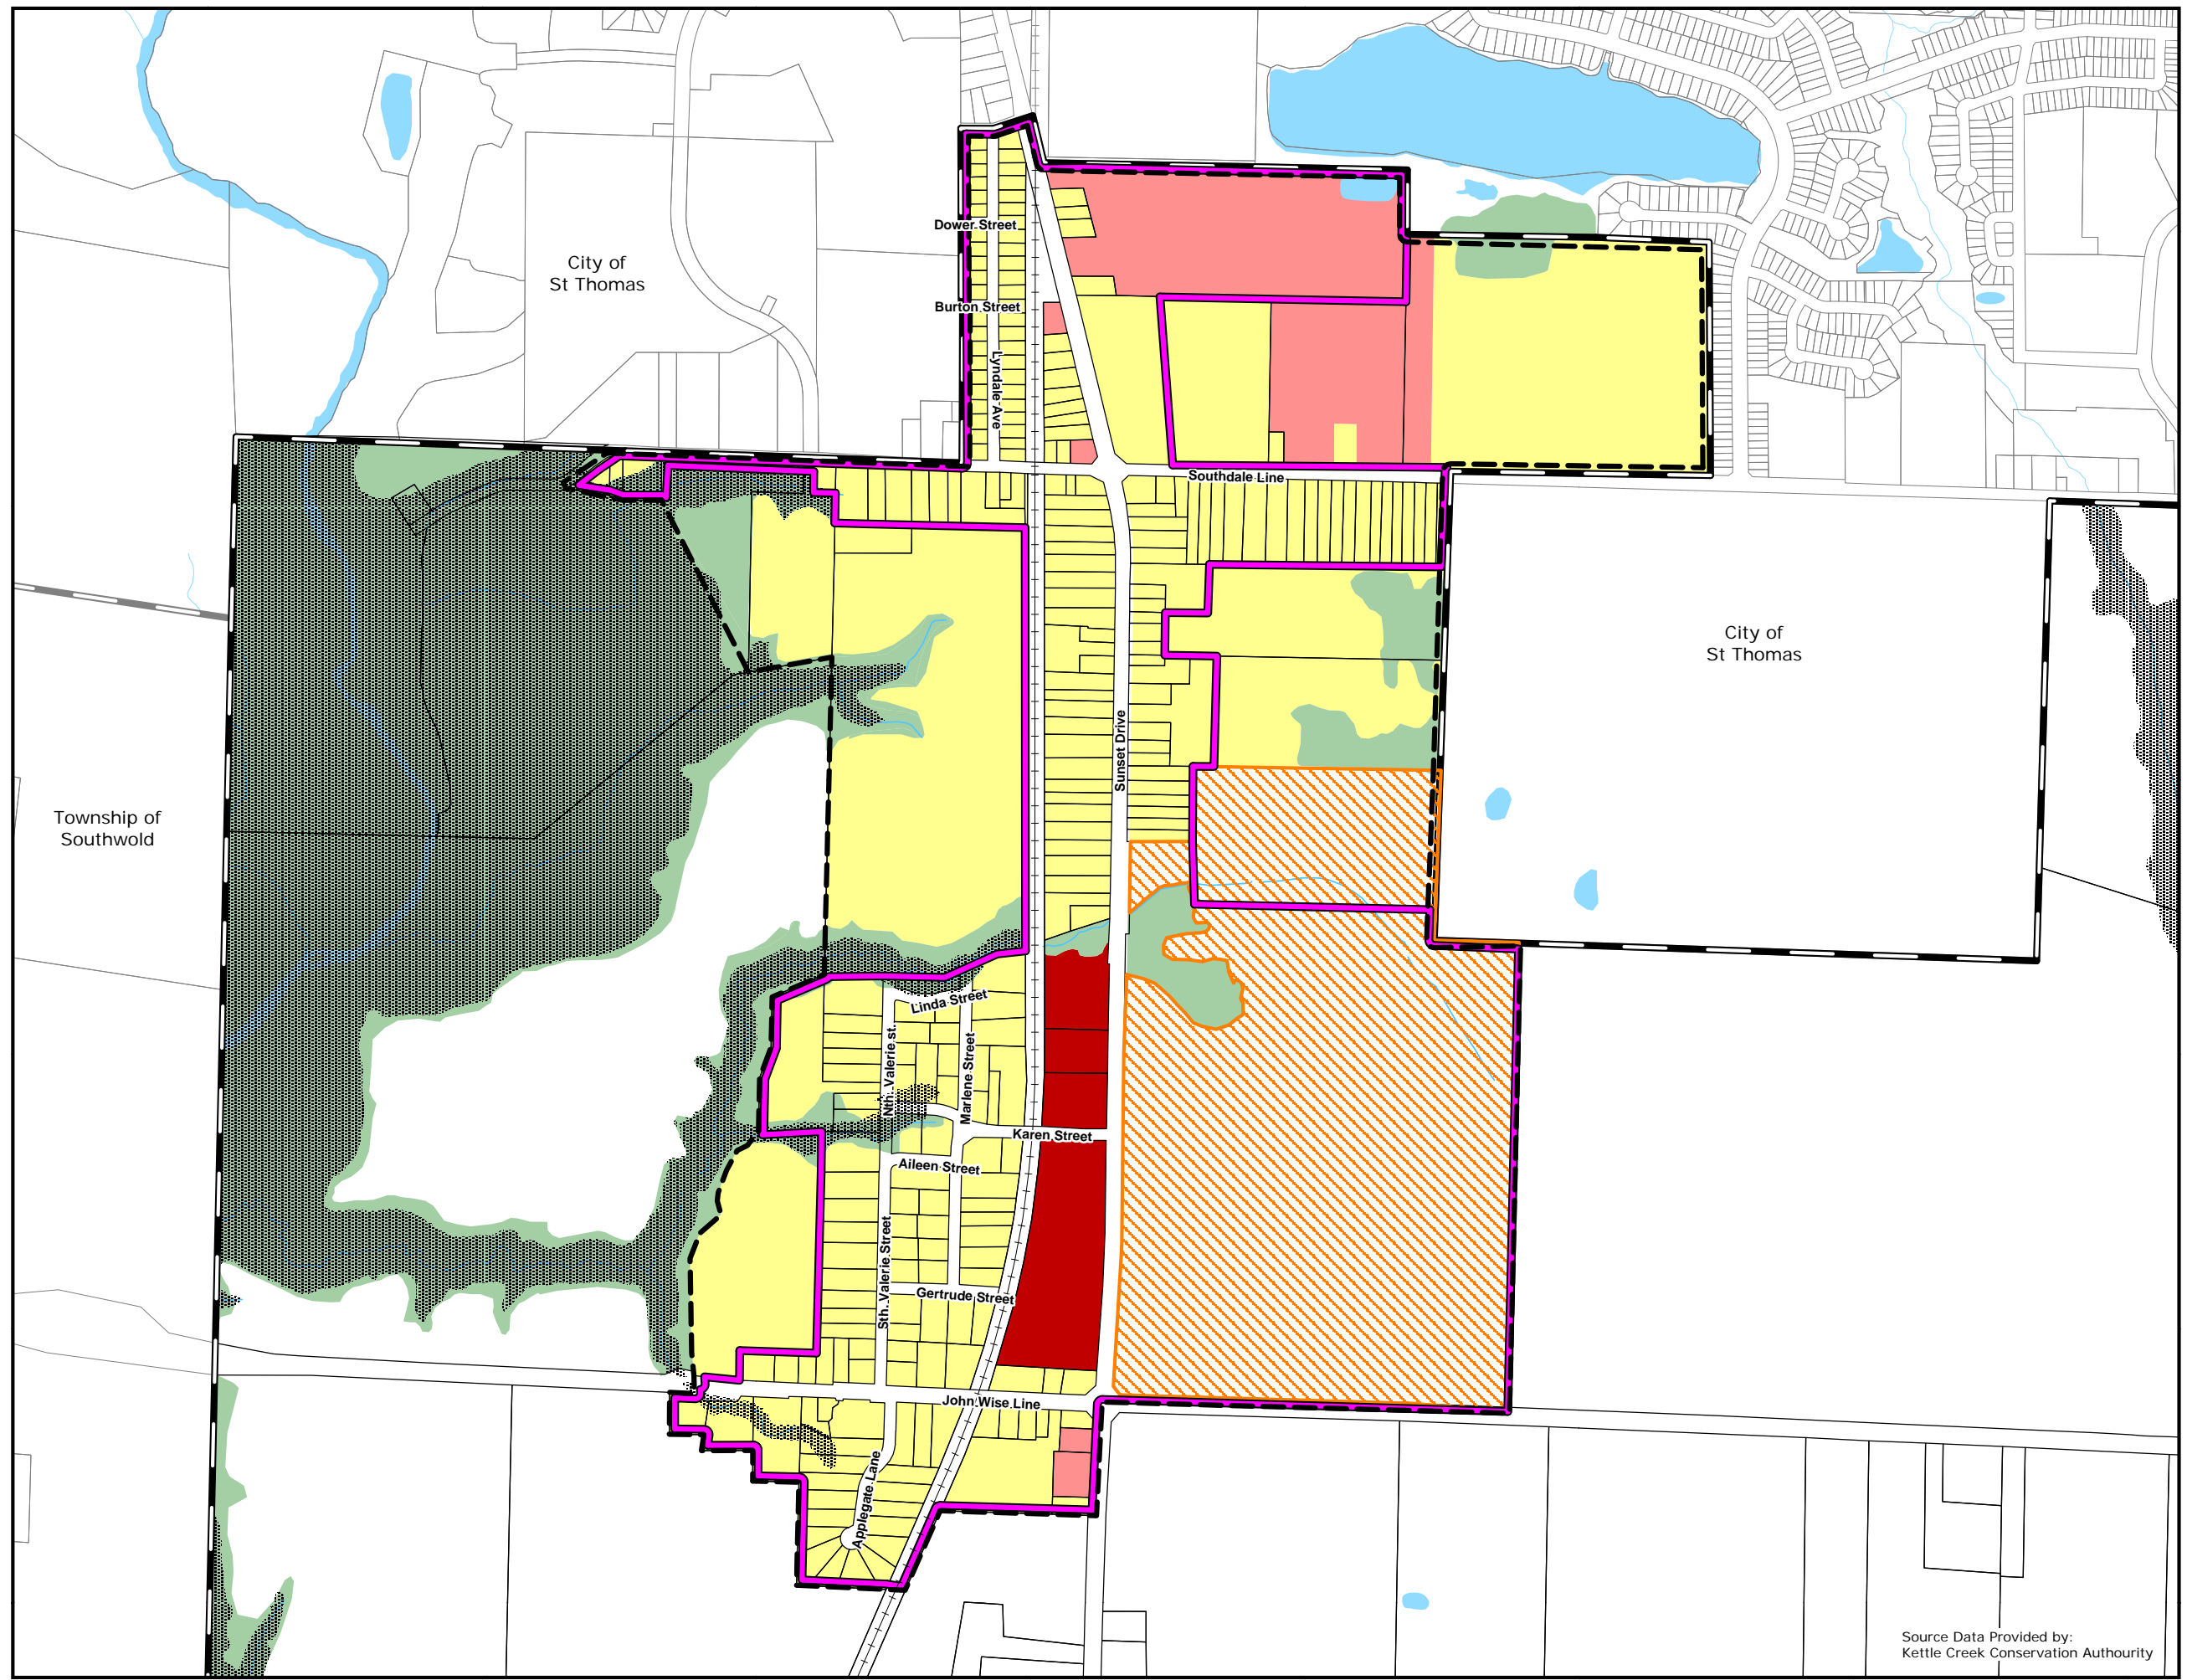 Dower Street
City of
St Thomas
Burton Street
Lyndale Ave
Southdale Line
City of
St Thomas
Sunset Drive
Township of
Southwold
Linda Street
Nth. Valerie st.
Marlene Street
Karen Street
Aileen Street
Sth. Valerie Street
Gertrude Street
John Wise Line
Applegate Lane
Source Data Provided by:
Kettle Creek Conservation Authourity